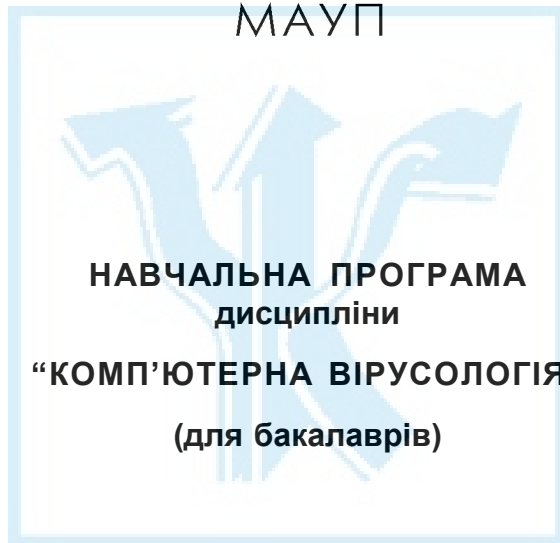 МАУП
НАВЧАЛЬНА ПРОГРАМА
дисципліни
“КОМП’ЮТЕРНА ВІРУСОЛОГІЯ
(для бакалаврів)